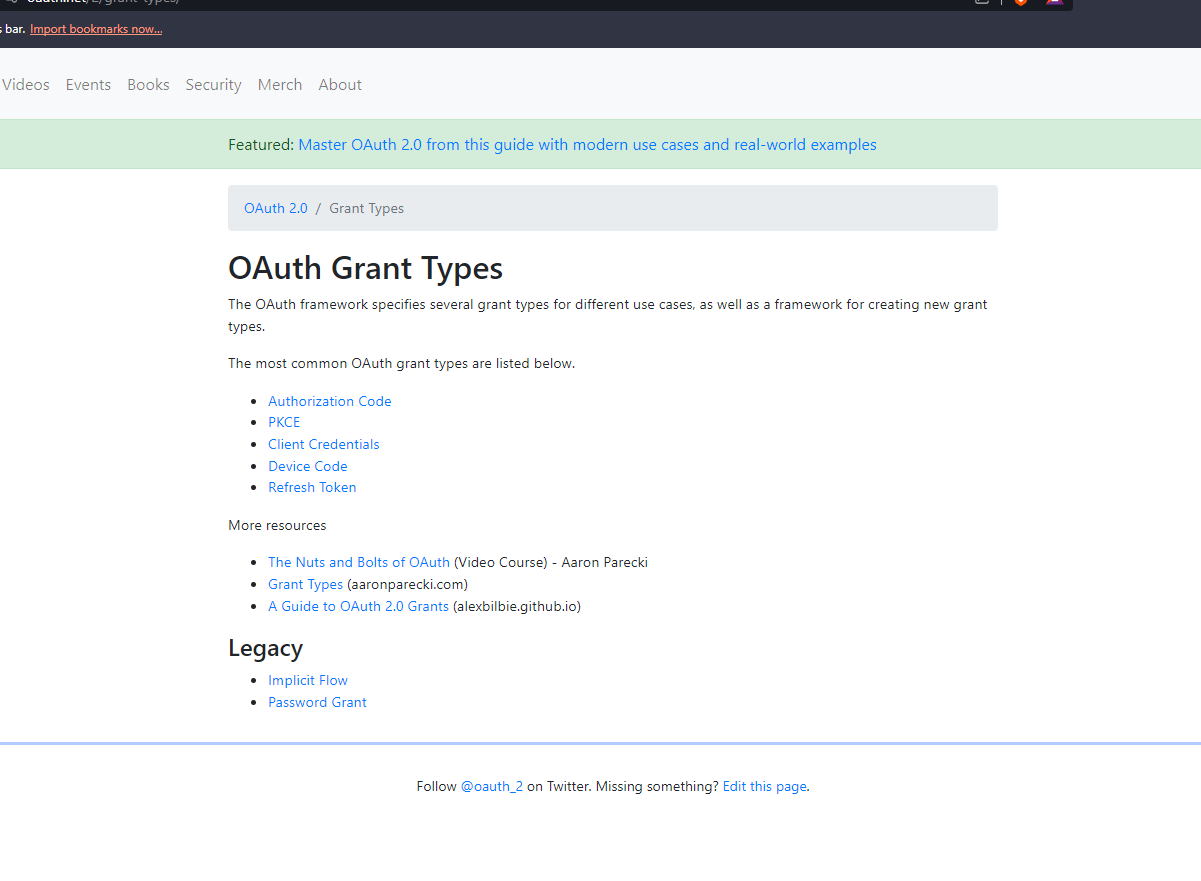 /2/grant-types/
s bar. Import bookmarks now...
Videos Events Books Security Merch About
Featured: Master OAuth 2.0 from this guide with modern use cases and real-world examples
OAuth 2.0 / Grant Types
OAuth Grant Types
The OAuth framework specifies several grant types for different use cases, as well as a framework for creating new grant
types.
The most common OAuth grant types are listed below.
• Authorization Code
• PKCE
• Client Credentials
• Device Code
• Refresh Token
More resources
• The Nuts and Bolts of OAuth (Video Course) - Aaron Parecki
• Grant Types (aaronparecki.com)
• A Guide to OAuth 2.0 Grants (alexbilbie.github.io)
Legacy
• Implicit Flow
• Password Grant
Follow @oauth_2 on Twitter. Missing something? Edit this page.